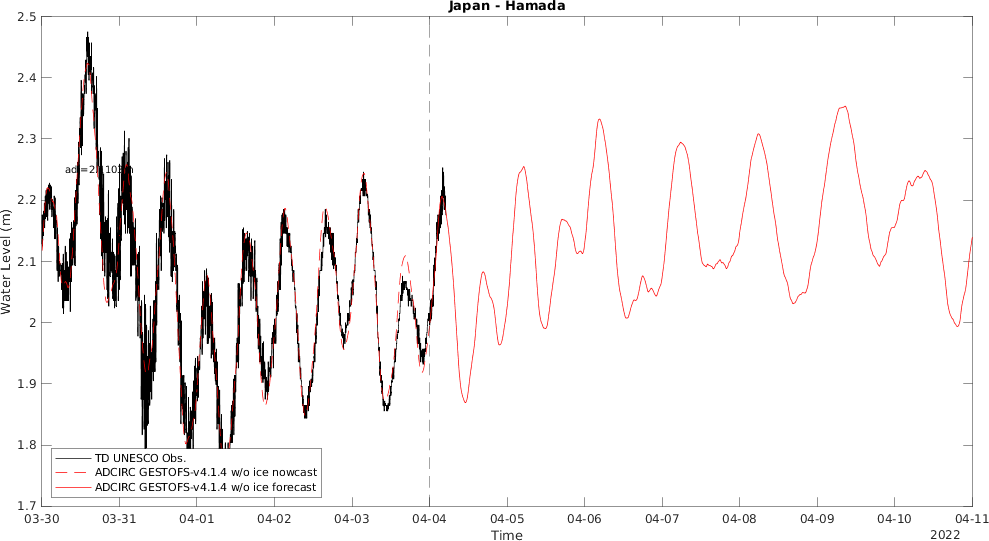 Japan - Hamada
2.5
2.4
2.3
2.2
2.1
2
1.9
1.8
1.7
Water Level (m)
TD UNESCO Obs.
ADCIRC GESTOFS-v4.1.4 w/o ice nowcast
ADCIRC GESTOFS-v4.1.4 w/o ice forecast
03-30 03-31 04-01 04-02 04-03 04-04 04-05 04-06 04-07 04-08 04-09 04-10 04-11
Time
2022